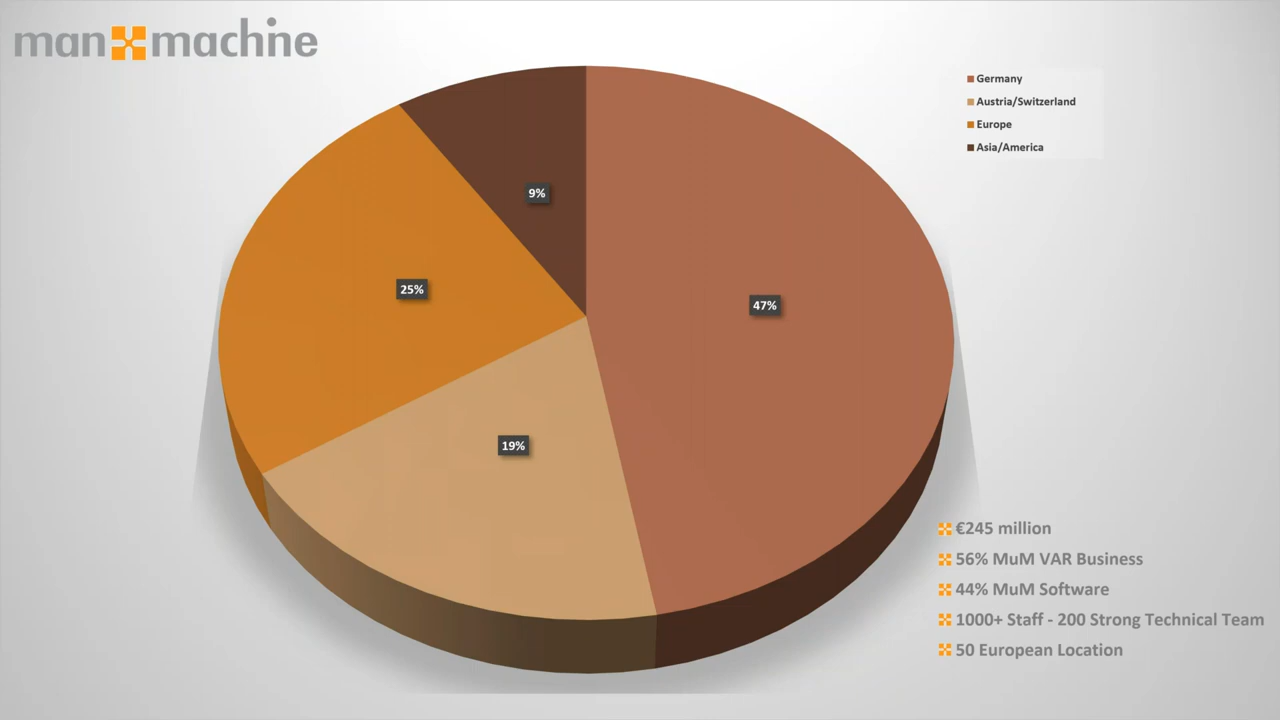 man machine
Germany
Austria/Switzerland
Europe
Asia/America
9%
25%
47%
19%
€245 million
56% MuM VAR Business
44% MuM Software
1000+ Staff - 200 Strong Technical Team
50 European Location